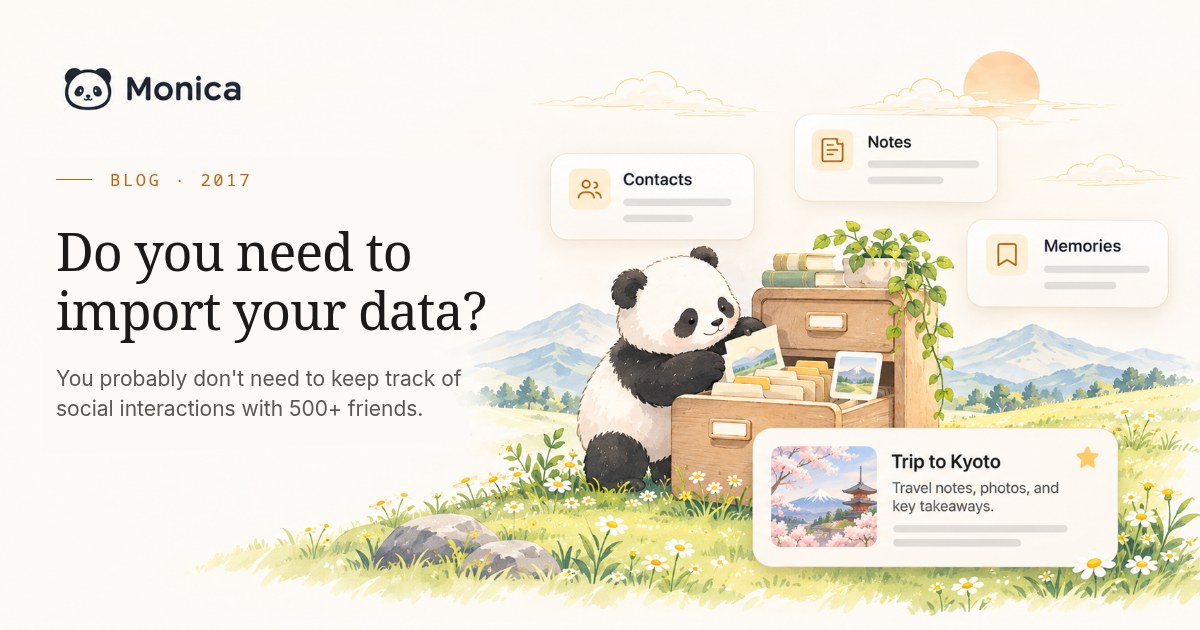 Monica
BLOG · 2017
Do you need to
import your data?
You probably don't need to keep track of
social interactions with 500+ friends.
Contacts
Notes
Memories
Trip to Kyoto
Travel notes, photos, and
key takeaways.